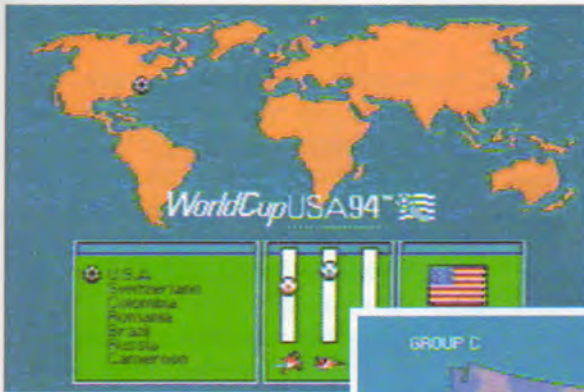 WorldCupUSA94™
U.S.A.
Switzerland
Colombia
Romania
Brazil
Russia
Cameroon
GROUP C